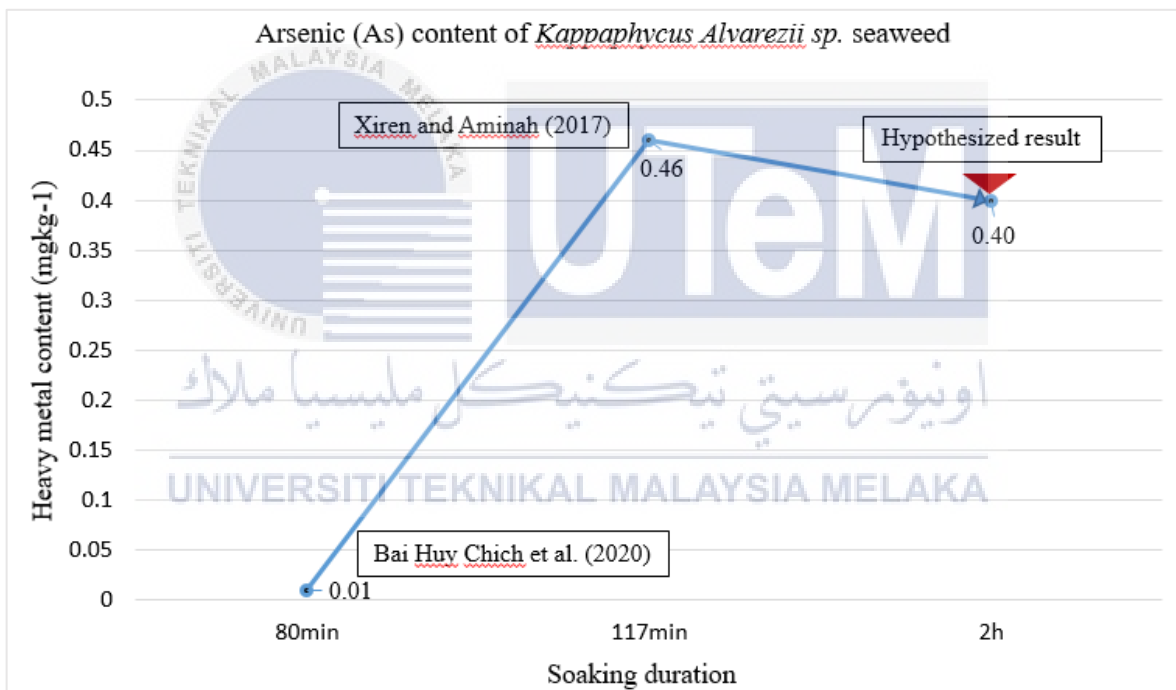 Arsenic (As) content of Kappaphycus Alvarezii sp. seaweed
UNIVERSITI TEKNIKAL MALAYSIA MELAKA
Heavy metal content (mgkg-1)
0.5
0.45
0.4
0.35
0.3
0.25
0.2
0.15
0.1
0.05
0
Xiren and Aminah (2017)
Hypothesized result
0.46
0.40
UTeM
اونيۏرسيتي تيكنيكل مليسيا ملاك
UNIVERSITI TEKNIKAL MALAYSIA MELAKA
Bai Huy Chich et al. (2020)
0.01
80min
117min
2h
Soaking duration